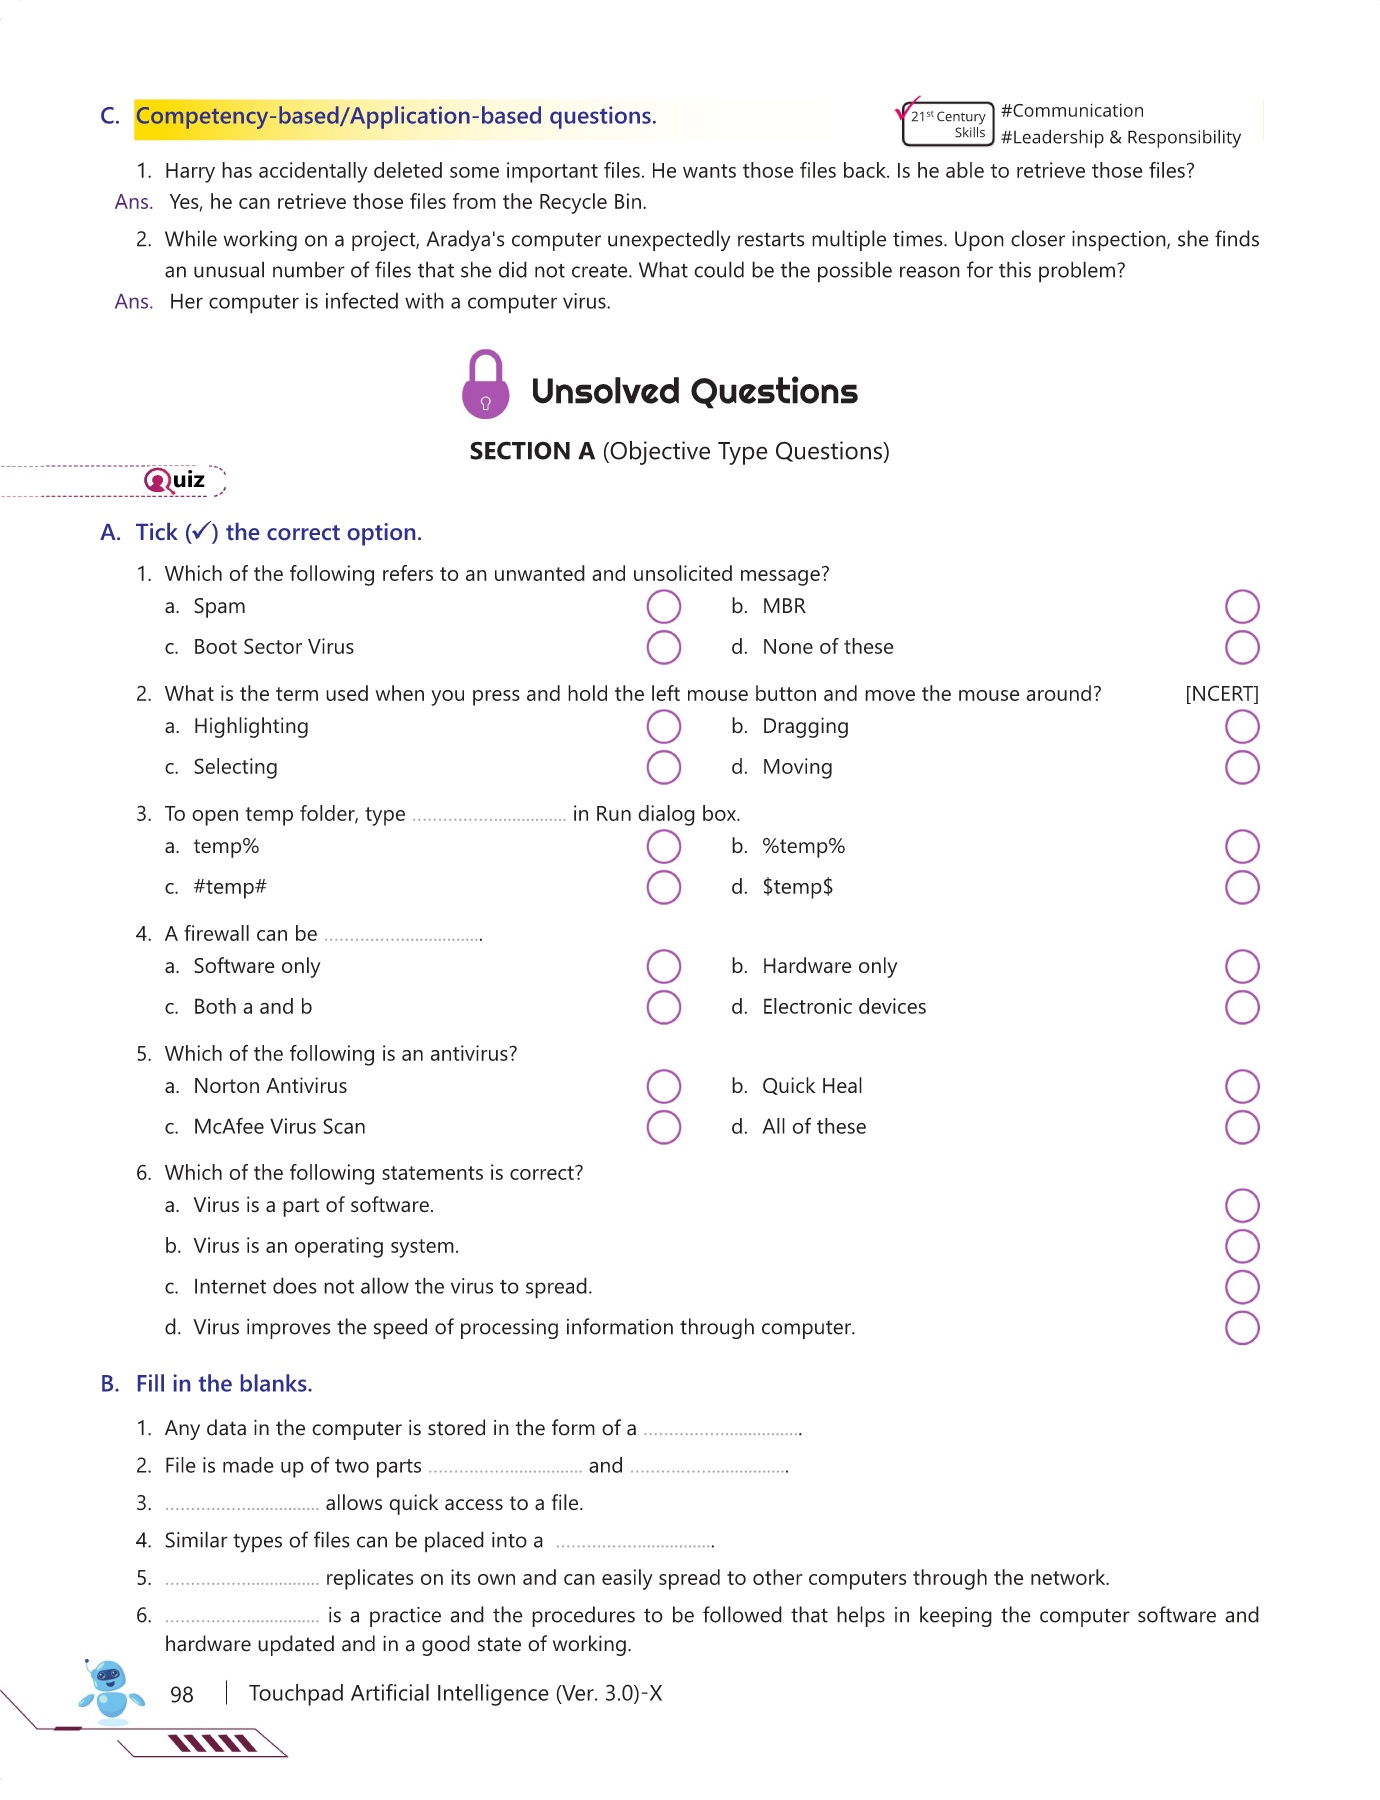 C. Competency-based/Application-based questions.
21st Century Skills
#Communication
#Leadership & Responsibility
1. Harry has accidentally deleted some important files. He wants those files back. Is he able to retrieve those files?
Ans. Yes, he can retrieve those files from the Recycle Bin.
2. While working on a project, Aradya's computer unexpectedly restarts multiple times. Upon closer inspection, she finds
an unusual number of files that she did not create. What could be the possible reason for this problem?
Ans. Her computer is infected with a computer virus.
Unsolved Questions
SECTION A (Objective Type Questions)
Quiz
A. Tick (✓) the correct option.
1. Which of the following refers to an unwanted and unsolicited message?
a. Spam b. MBR
c. Boot Sector Virus d. None of these
2. What is the term used when you press and hold the left mouse button and move the mouse around? [NCERT]
a. Highlighting b. Dragging
c. Selecting d. Moving
3. To open temp folder, type ............................... in Run dialog box.
a. temp% b. %temp%
c. #temp# d. $temp$
4. A firewall can be ................................
a. Software only b. Hardware only
c. Both a and b d. Electronic devices
5. Which of the following is an antivirus?
a. Norton Antivirus b. Quick Heal
c. McAfee Virus Scan d. All of these
6. Which of the following statements is correct?
a. Virus is a part of software.
b. Virus is an operating system.
c. Internet does not allow the virus to spread.
d. Virus improves the speed of processing information through computer.
B. Fill in the blanks.
1. Any data in the computer is stored in the form of a ................................
2. File is made up of two parts ............................... and ................................
3. ............................... allows quick access to a file.
4. Similar types of files can be placed into a ................................
5. ............................... replicates on its own and can easily spread to other computers through the network.
6. ............................... is a practice and the procedures to be followed that helps in keeping the computer software and
hardware updated and in a good state of working.
98 | Touchpad Artificial Intelligence (Ver. 3.0)-X